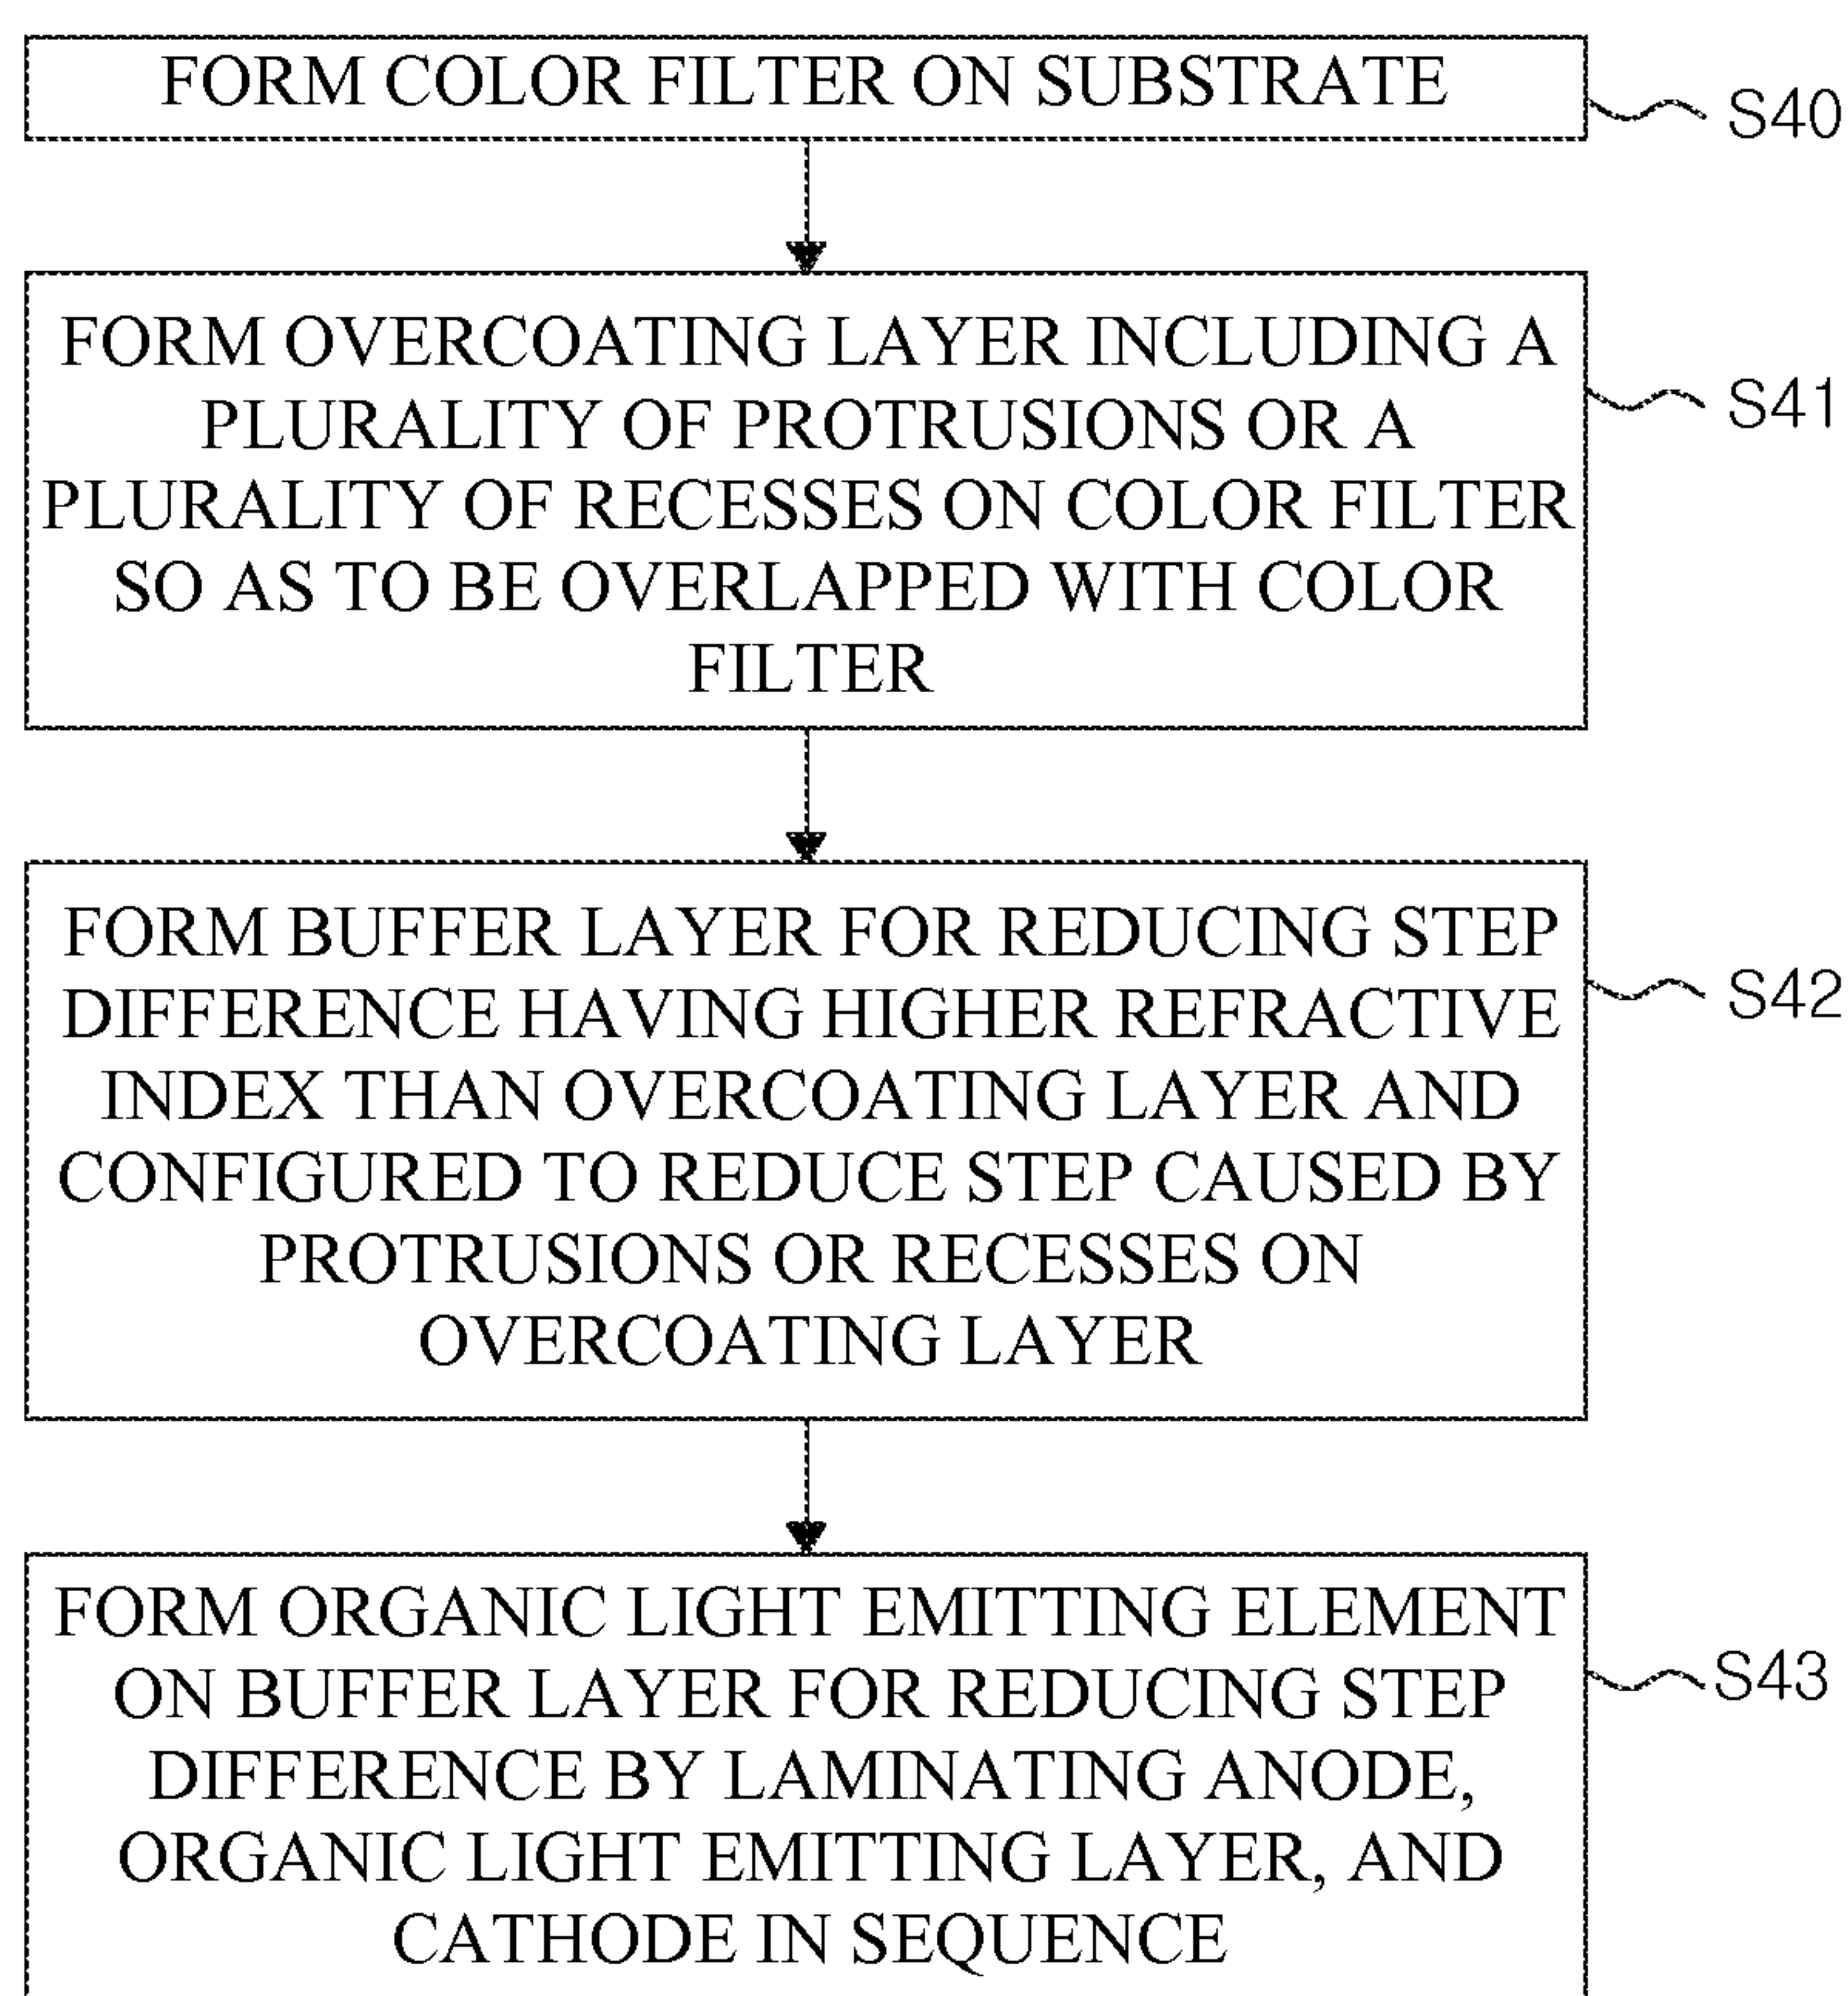 FORM COLOR FILTER ON SUBSTRATE
S40
FORM OVERCOATING LAYER INCLUDING A
PLURALITY OF PROTRUSIONS OR A
PLURALITY OF RECESSES ON COLOR FILTER
SO AS TO BE OVERLAPPED WITH COLOR
FILTER
S41
FORM BUFFER LAYER FOR REDUCING STEP
DIFFERENCE HAVING HIGHER REFRACTIVE
INDEX THAN OVERCOATING LAYER AND
CONFIGURED TO REDUCE STEP CAUSED BY
PROTRUSIONS OR RECESSES ON
OVERCOATING LAYER
S42
FORM ORGANIC LIGHT EMITTING ELEMENT
ON BUFFER LAYER FOR REDUCING STEP
DIFFERENCE BY LAMINATING ANODE,
ORGANIC LIGHT EMITTING LAYER, AND
CATHODE IN SEQUENCE
S43